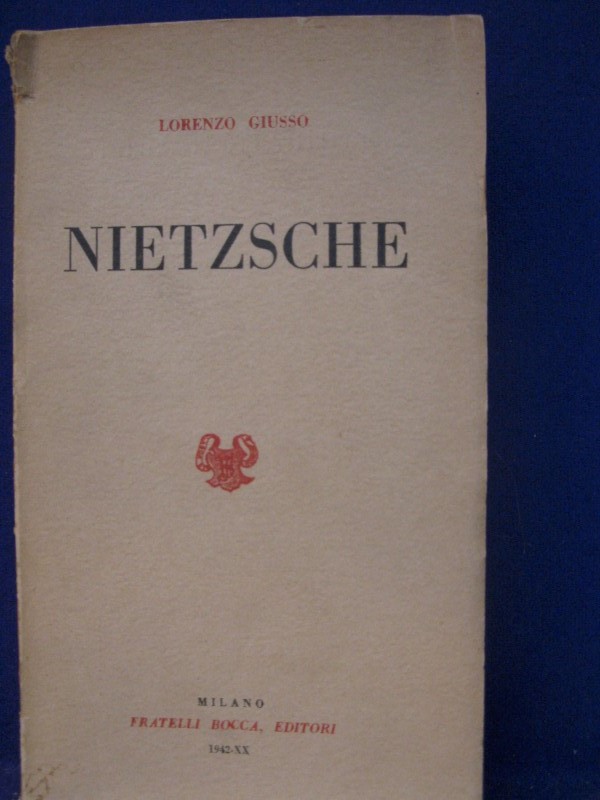 LORENZO GIUSSO
NIETZSCHE
MILANO
FRATELLI BOCCA, EDITORI
1942-XX